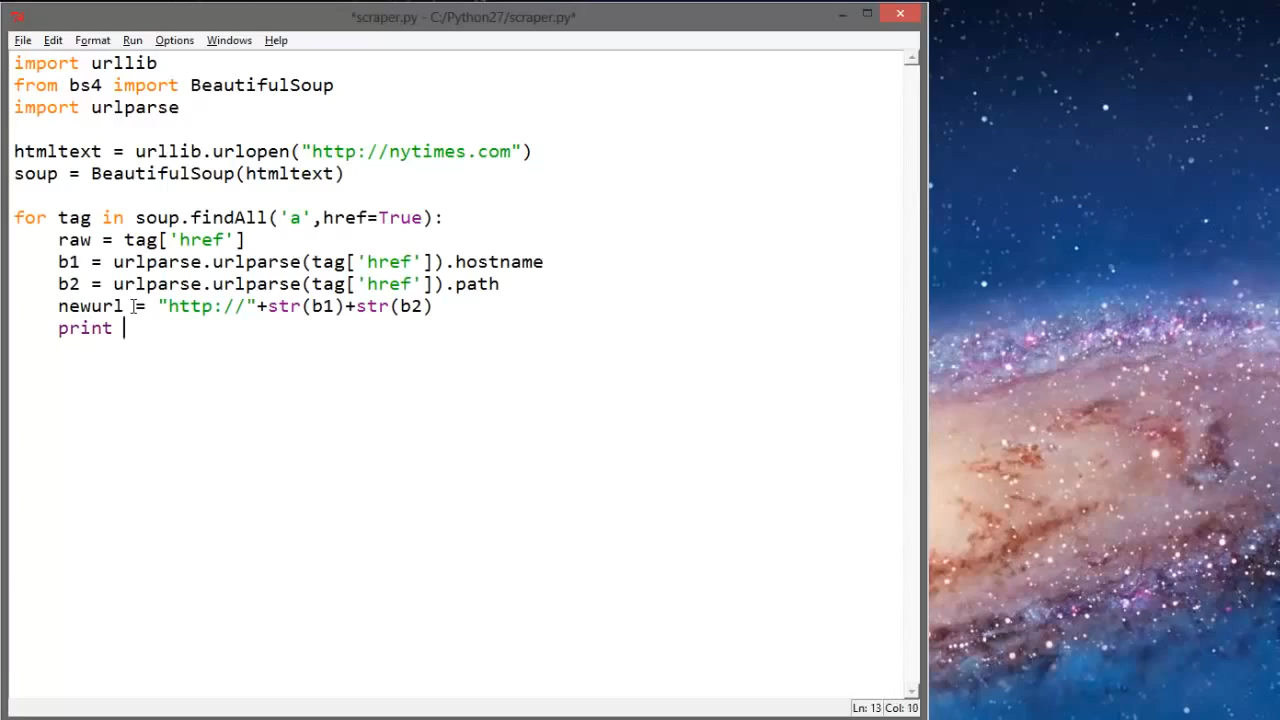 *scraper.py - C:/Python27/scraper.py*
File Edit Format Run Options Windows Help
import urllib
from bs4 import BeautifulSoup
import urlparse
htmltext = urllib.urlopen("http://nytimes.com")
soup = BeautifulSoup(htmltext)
for tag in soup.findAll('a',href=True):
    raw = tag['href']
    b1 = urlparse.urlparse(tag['href']).hostname
    b2 = urlparse.urlparse(tag['href']).path
    newurl = "http://"+str(b1)+str(b2)
    print
Ln: 13 Col: 10